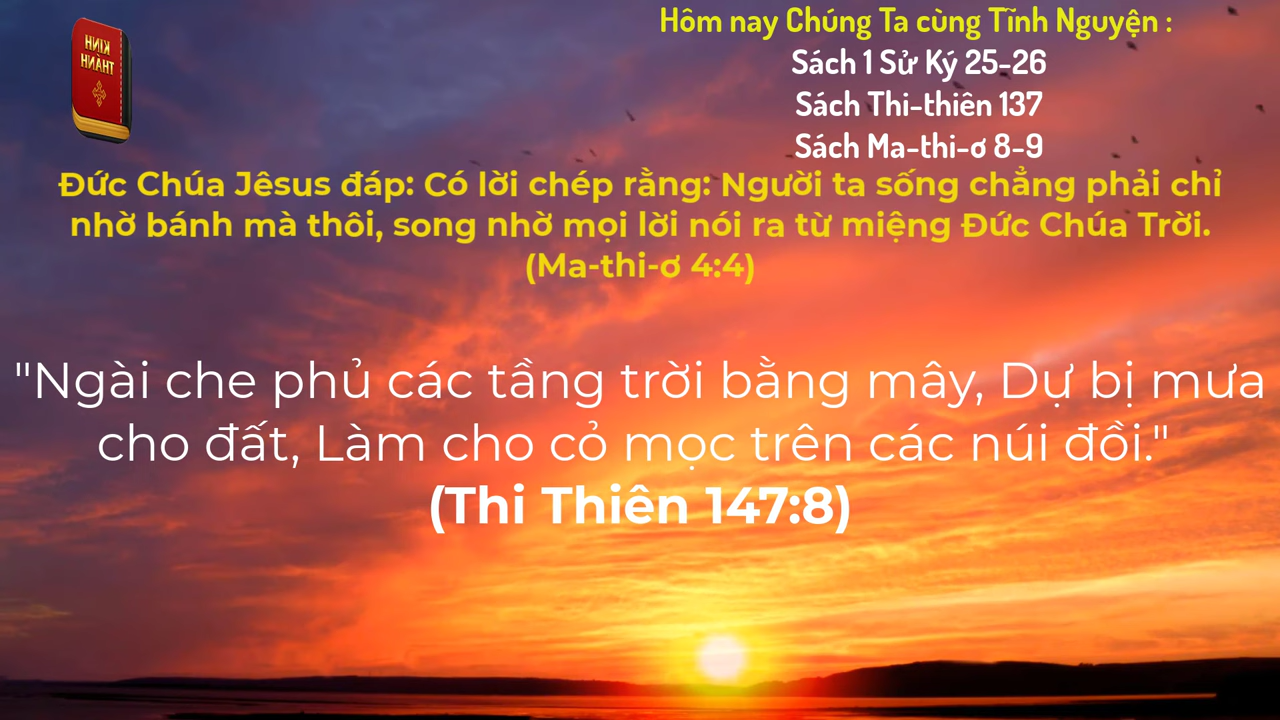 KINH
THÁNH
Hôm nay Chúng Ta cùng Tĩnh Nguyện :
Sách 1 Sử Ký 25-26
Sách Thi-thiên 137
Sách Ma-thi-ơ 8-9
Đức Chúa Jêsus đáp: Có lời chép rằng: Người ta sống chẳng phải chỉ
nhờ bánh mà thôi, song nhờ mọi lời nói ra từ miệng Đức Chúa Trời.
(Ma-thi-ơ 4:4)
"Ngài che phủ các tầng trời bằng mây, Dự bị mưa
cho đất, Làm cho cỏ mọc trên các núi đồi."
(Thi Thiên 147:8)